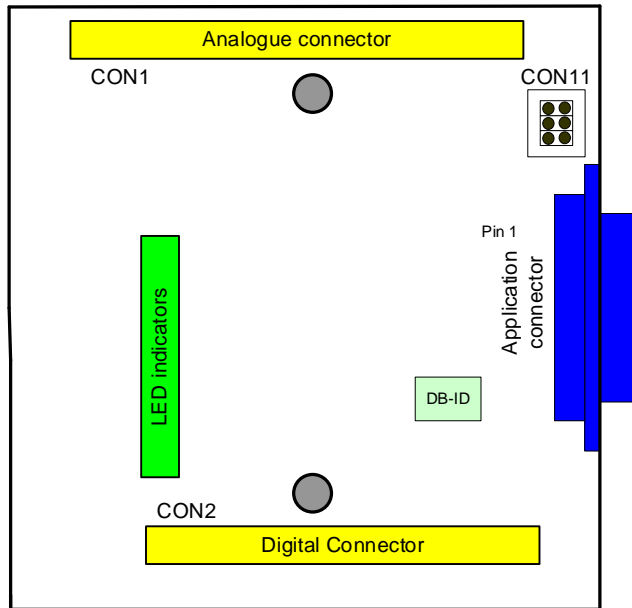 Analogue connector
CON1
CON11
Pin 1
Application
connector
LED indicators
DB-ID
CON2
Digital Connector